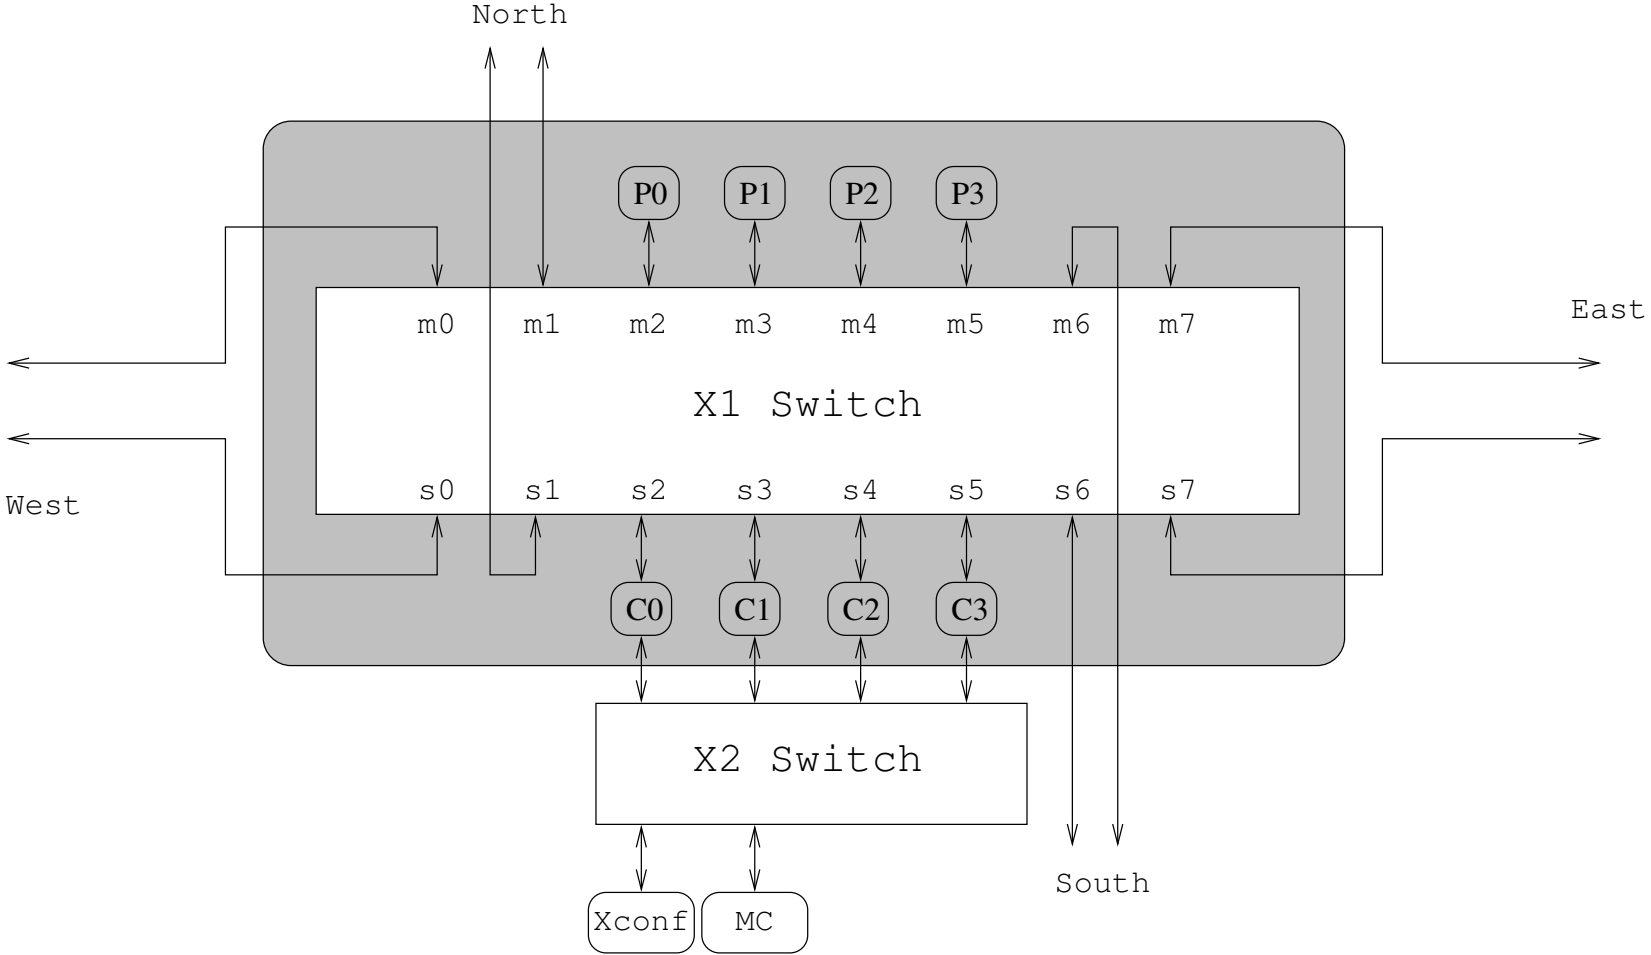 North
P0 P1 P2 P3
East
m0 m1 m2 m3 m4 m5 m6 m7
X1 Switch
s0 s1 s2 s3 s4 s5 s6 s7
West
C0 C1 C2 C3
X2 Switch
South
Xconf MC